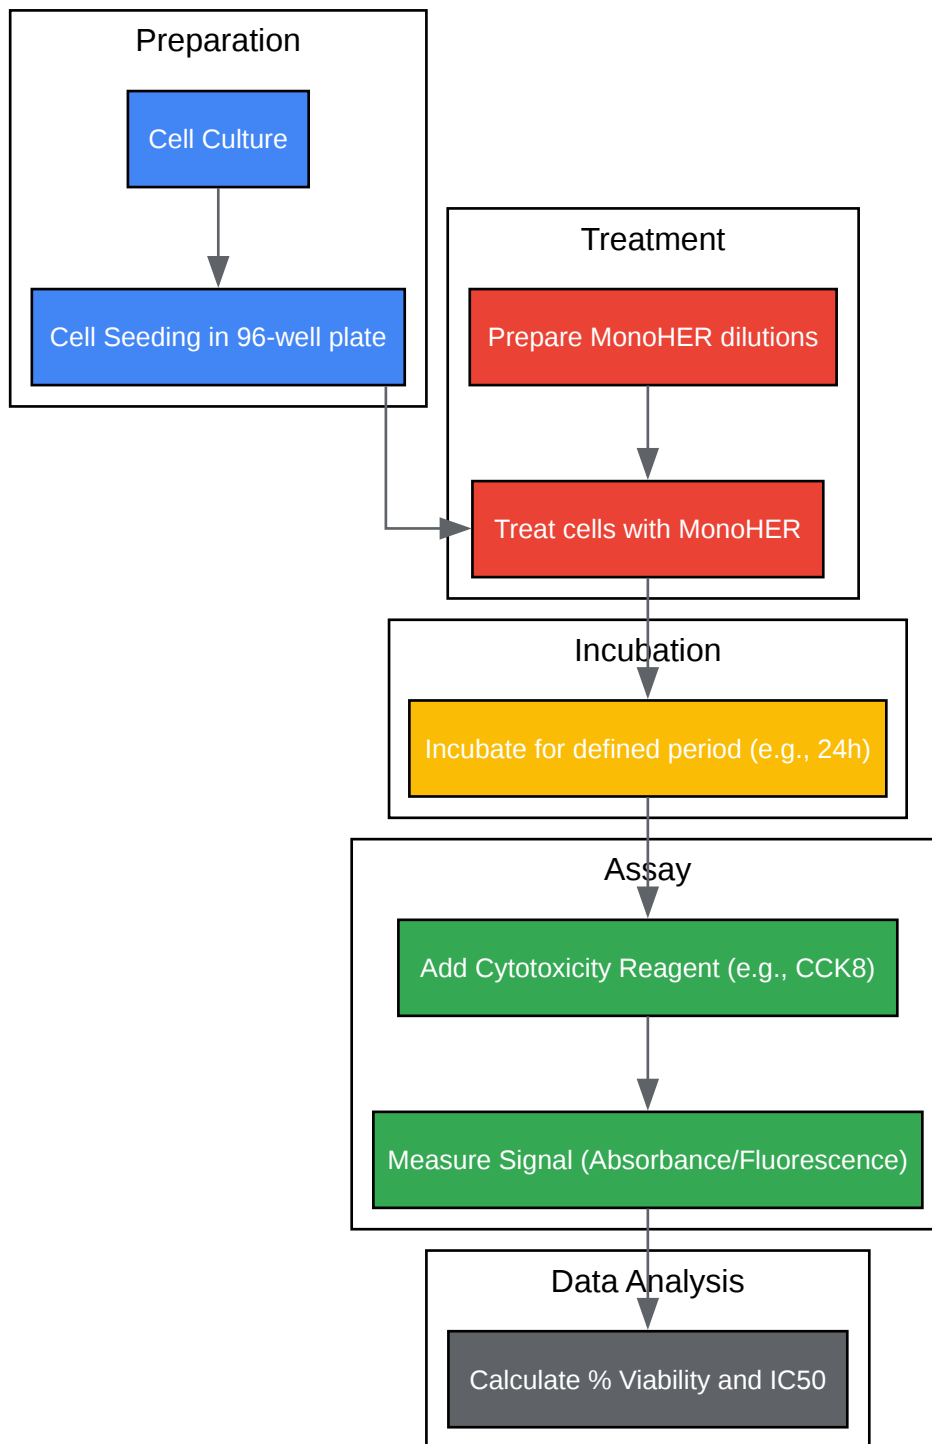 Preparation
Cell Culture
Cell Seeding in 96-well plate
Treatment
Prepare MonoHER dilutions
Treat cells with MonoHER
Incubation
Incubate for defined period (e.g., 24h)
Assay
Add Cytotoxicity Reagent (e.g., CCK8)
Measure Signal (Absorbance/Fluorescence)
Data Analysis
Calculate % Viability and IC50